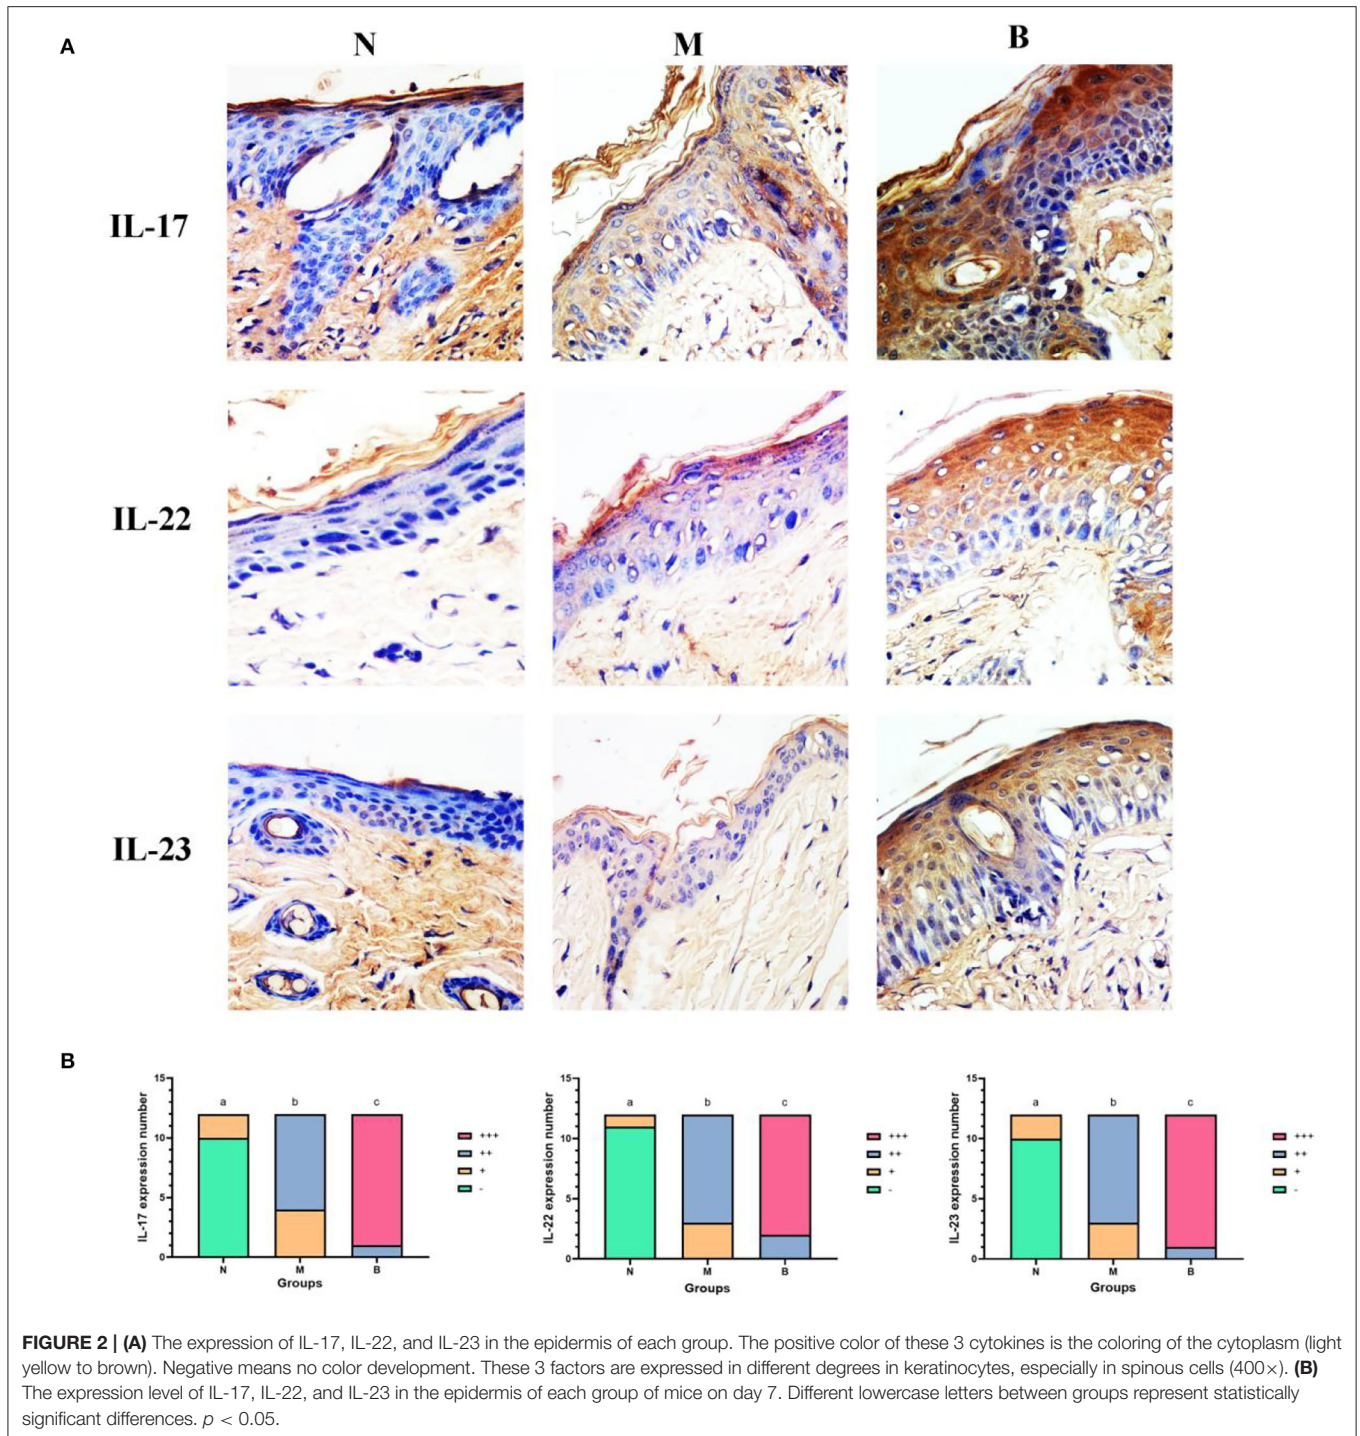 A
N
M
B
IL-17
IL-22
IL-23
B
IL-17 expression number
15
10
5
0
a
b
c
N
M
B
Groups
+++
++
+
-
IL-22 expression number
15
10
5
0
a
b
c
N
M
B
Groups
+++
++
+
-
IL-23 expression number
15
10
5
0
a
b
c
N
M
B
Groups
+++
++
+
-
FIGURE 2 | (A) The expression of IL-17, IL-22, and IL-23 in the epidermis of each group. The positive color of these 3 cytokines is the coloring of the cytoplasm (light
yellow to brown). Negative means no color development. These 3 factors are expressed in different degrees in keratinocytes, especially in spinous cells (400×). (B)
The expression level of IL-17, IL-22, and IL-23 in the epidermis of each group of mice on day 7. Different lowercase letters between groups represent statistically
significant differences. p < 0.05.